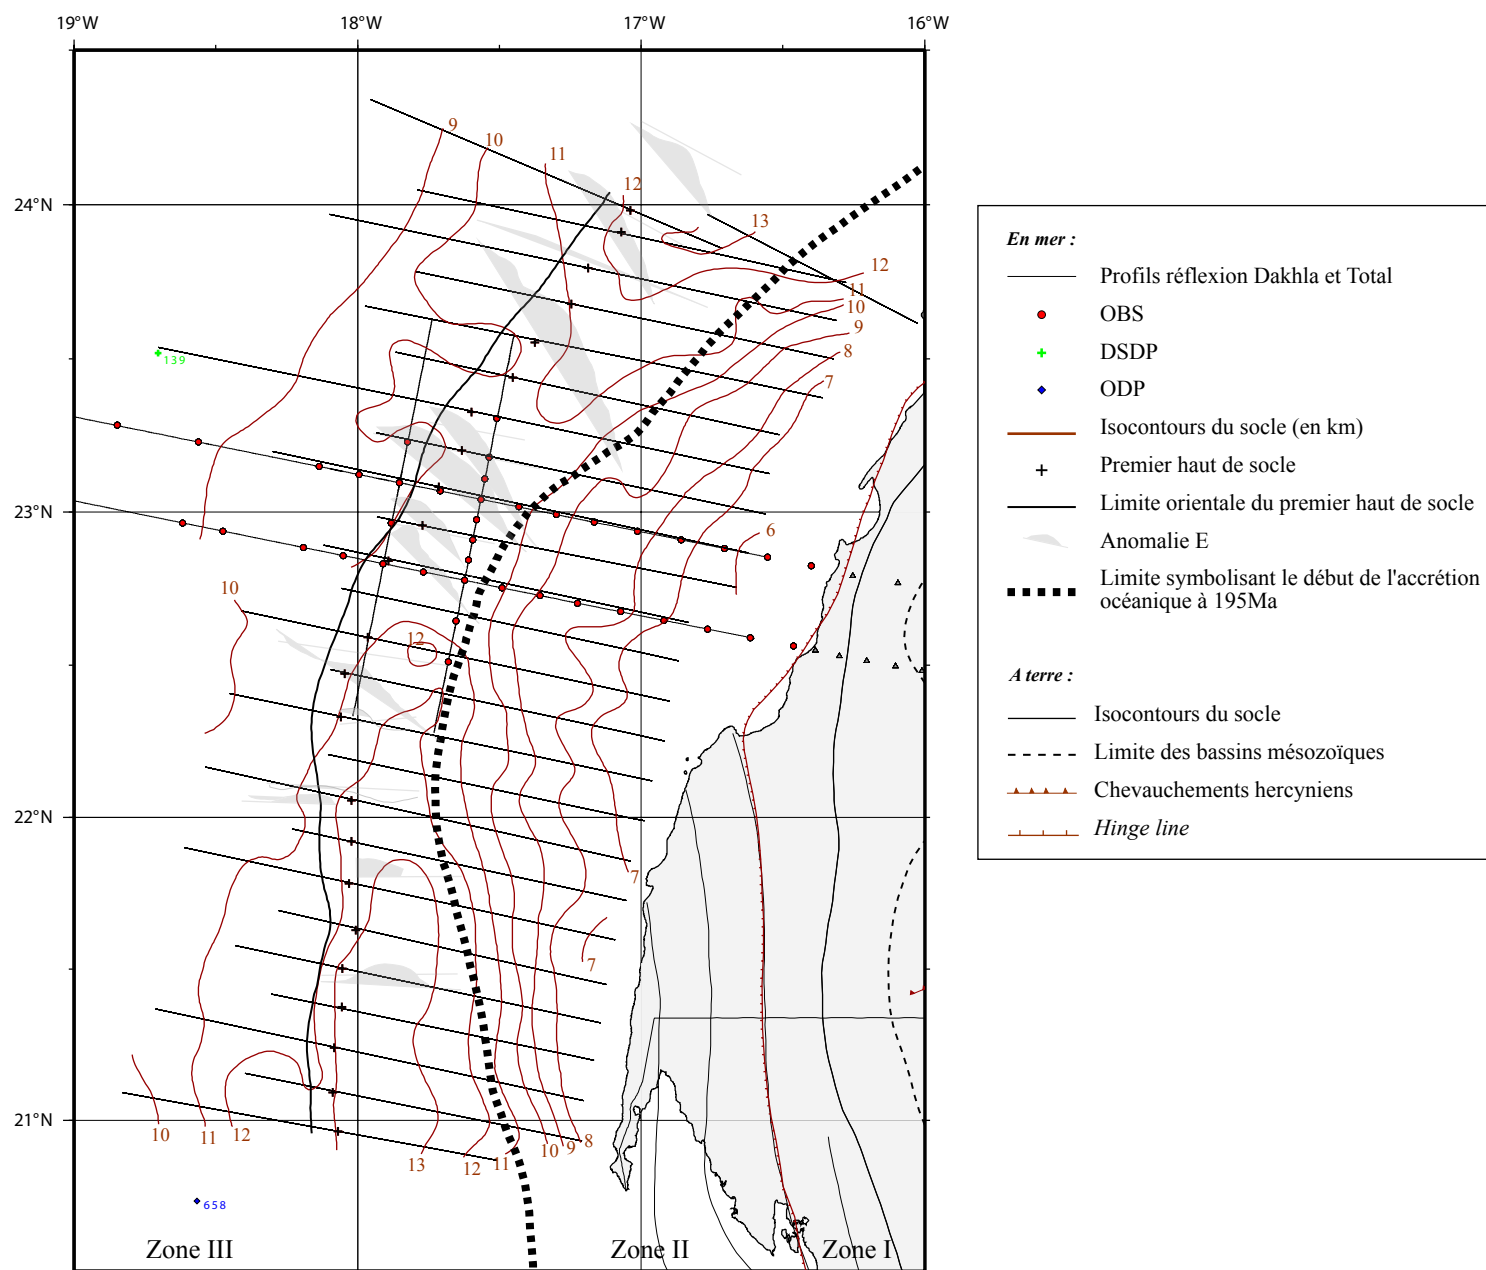 19°W
18°W
17°W
16°W
24°N
23°N
22°N
21°N
9
10
11
12
13
12
11
10
9
8
7
139
6
10
12
7
7
10
11
12
13
12
11
10
9
8
658
Zone III
Zone II
Zone I
En mer :
Profils réflexion Dakhla et Total
OBS
DSDP
ODP
Isocontours du socle (en km)
Premier haut de socle
Limite orientale du premier haut de socle
Anomalie E
Limite symbolisant le début de l'accrétion
océanique à 195Ma
A terre :
Isocontours du socle
Limite des bassins mésozoïques
Chevauchements hercyniens
Hinge line